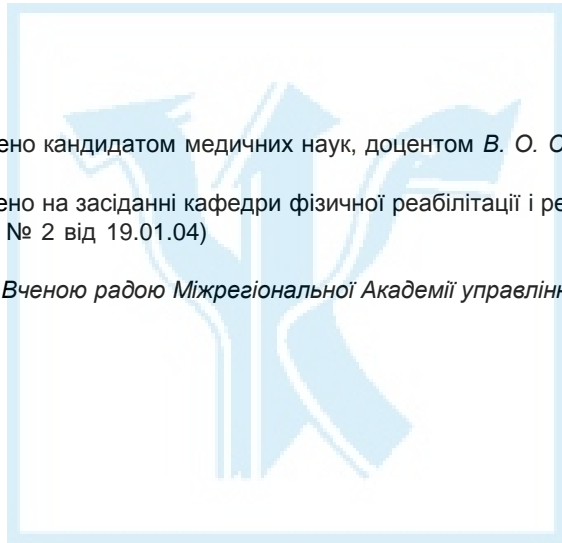 ено кандидатом медичних наук, доцентом В. О. С
ено на засіданні кафедри фізичної реабілітації і ре
№ 2 від 19.01.04)
Вченою радою Міжрегіональної Академії управлін